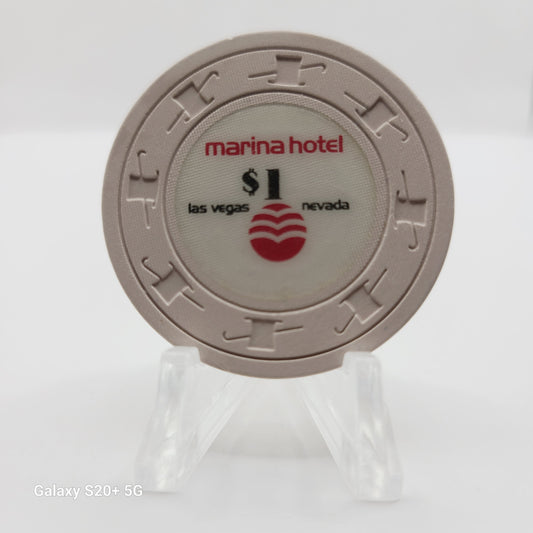 marina hotel
$1
las vegas nevada
Galaxy S20+ 5G